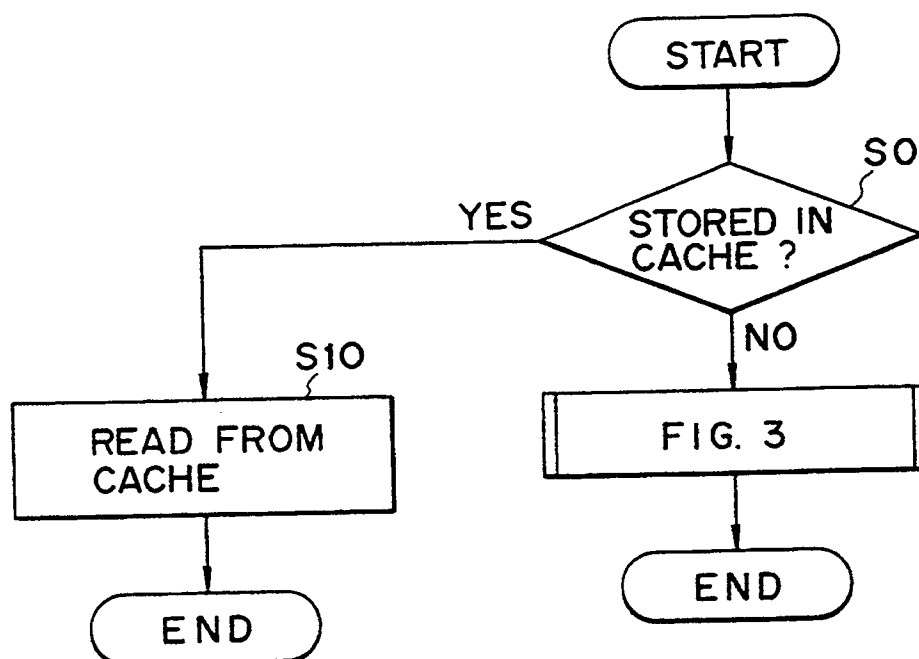 START
S0
YES
STORED IN
CACHE ?
NO
S10
READ FROM
CACHE
FIG. 3
END
END